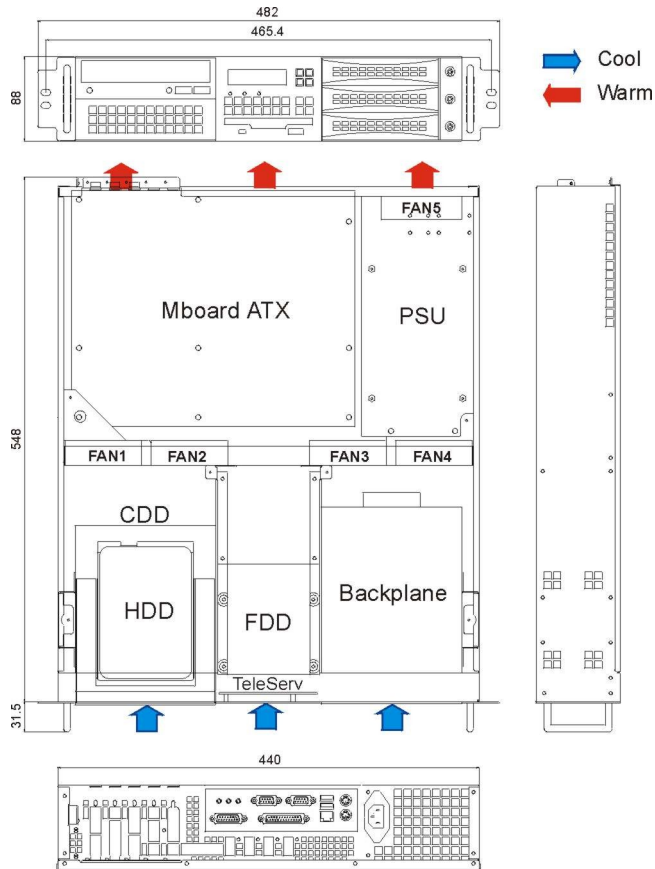 482
465.4
88
Cool
Warm
FAN5
Mboard ATX
PSU
548
FAN1
FAN2
FAN3
FAN4
CDD
HDD
FDD
Backplane
TeleServ
31.5
440